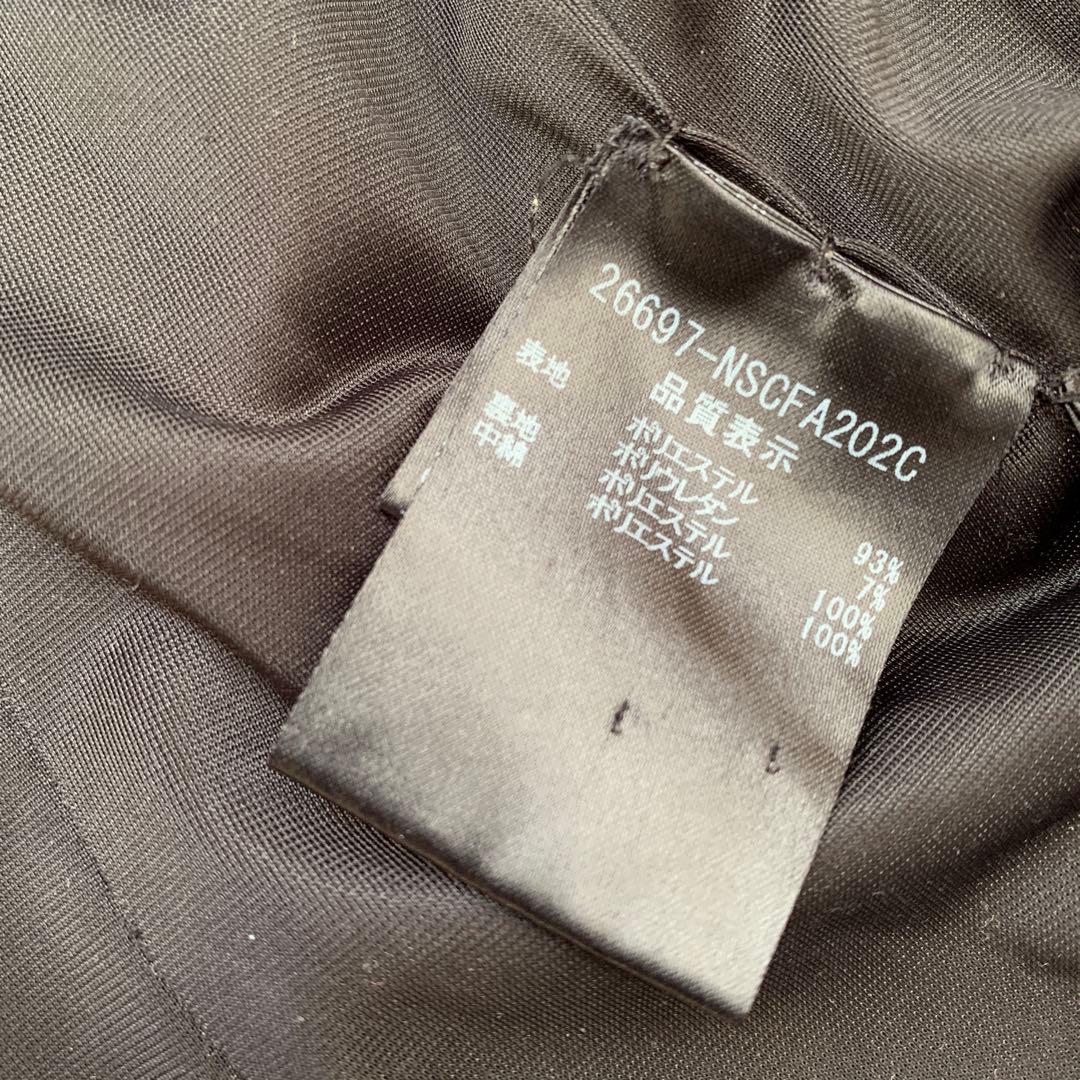 26697-NSCFA202C
品質表示
表地 ポリエステル 93%
ポリウレタン 7%
裏地 ポリエステル 100%
中綿 ポリエステル 100%